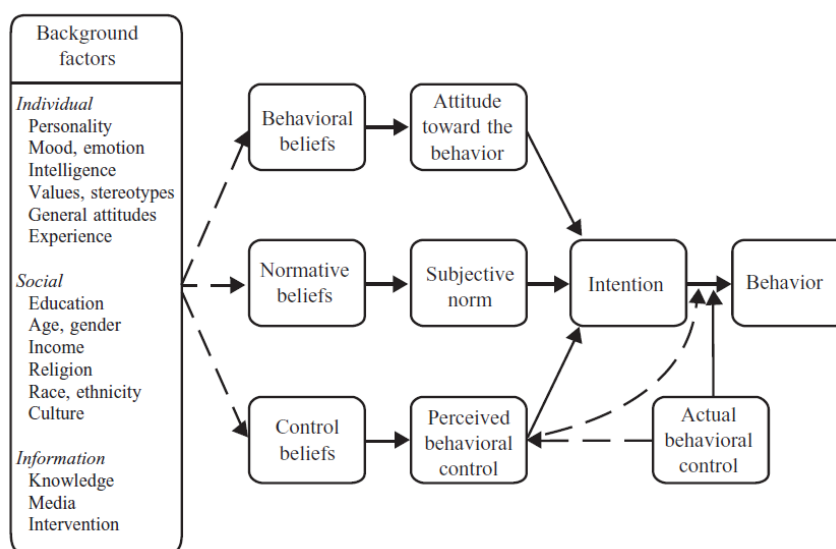 Background
factors
Individual
Personality
Mood, emotion
Intelligence
Values, stereotypes
General attitudes
Experience
Social
Education
Age, gender
Income
Religion
Race, ethnicity
Culture
Information
Knowledge
Media
Intervention
Behavioral
beliefs
Attitude
toward the
behavior
Normative
beliefs
Subjective
norm
Intention
Behavior
Control
beliefs
Perceived
behavioral
control
Actual
behavioral
control